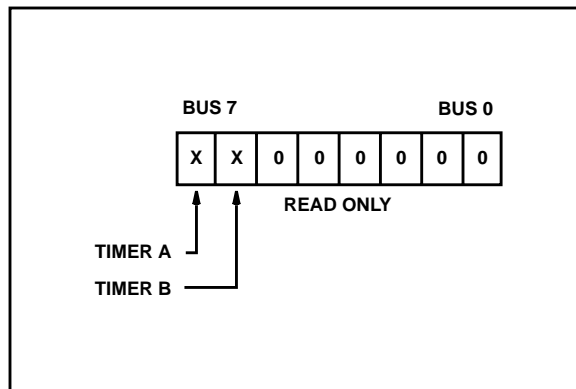 BUS 7 BUS 0
X X 0 0 0 0 0 0
READ ONLY
TIMER A
TIMER B